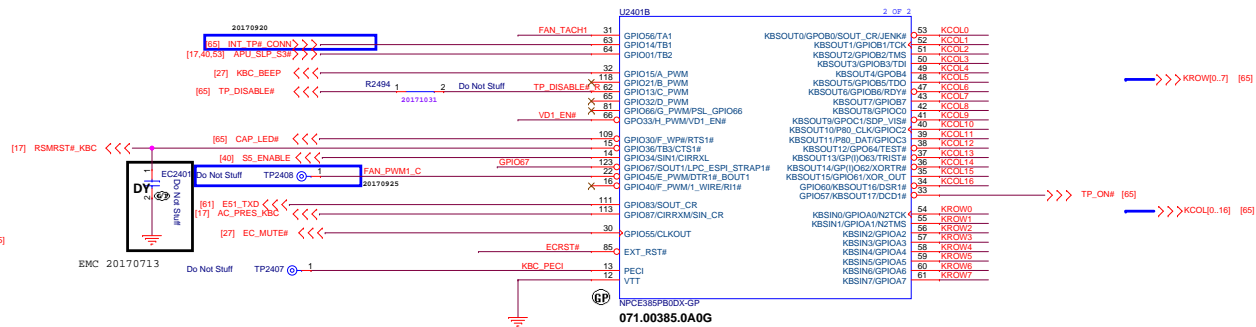 U2401B
2 OF 2
20170920
FAN_TACH1 31 GPIO56/TA1
[65] INT_TP#_CONN 63 GPIO14/TB1
[17,40,53] APU_SLP_S3# 64 GPIO01/TB2
[27] KBC_BEEP 32 GPIO15/A_PWM
118 GPIO21/B_PWM
[65] TP_DISABLE# R2494 1 2 Do Not Stuff TP_DISABLE#_R 62 GPIO13/C_PWM
20171031
65 GPIO32/D_PWM
81 GPIO66/G_PWM/PSL_GPIO66
VD1_EN# 66 GPIO33/H_PWM/VD1_EN#
[65] CAP_LED# 109 GPIO30/F_WP#/RTS1#
[17] RSMRST#_KBC 15 GPIO36/TB3/CTS1#
[40] S5_ENABLE 14 GPIO34/SIN1/CIRRXL
GPIO67 123 GPIO67/SOUT1/LPC_ESPI_STRAP1#
Do Not Stuff TP2408 1 FAN_PWM1_C 22 GPIO45/E_PWM/DTR1#_BOUT1
20170925
16 GPIO40/F_PWM/1_WIRE/RI1#
[61] E51_TXD 111 GPIO83/SOUT_CR
[17] AC_PRES_KBC 113 GPIO87/CIRRXM/SIN_CR
[27] EC_MUTE# 30 GPIO55/CLKOUT
ECRST# 85 EXT_RST#
Do Not Stuff TP2407 1 KBC_PECI 13 PECI
12 VTT
EC2401
1
DY
2
Do Not Stuff
EMC 20170713
KBSOUT0/GPOB0/SOUT_CR/JENK# 53 KCOL0
KBSOUT1/GPIOB1/TCK 52 KCOL1
KBSOUT2/GPIOB2/TMS 51 KCOL2
KBSOUT3/GPIOB3/TDI 50 KCOL3
KBSOUT4/GPOB4 49 KCOL4
KBSOUT5/GPIOB5/TDO 48 KCOL5
KBSOUT6/GPIOB6/RDY# 47 KCOL6
KBSOUT7/GPIOB7 43 KCOL7
KBSOUT8/GPIOC0 42 KCOL8
KBSOUT9/GPOC1/SDP_VIS# 41 KCOL9
KBSOUT10/P80_CLK/GPIOC2 40 KCOL10
KBSOUT11/P80_DAT/GPIOC3 39 KCOL11
KBSOUT12/GPO64/TEST# 38 KCOL12
KBSOUT13/GP(I)O63/TRIST# 37 KCOL13
KBSOUT14/GP(I)O62/XORTR# 36 KCOL14
KBSOUT15/GPIO61/XOR_OUT 35 KCOL15
GPIO60/KBSOUT16/DSR1# 34 KCOL16
GPIO57/KBSOUT17/DCD1# 33 TP_ON# [65]
KBSIN0/GPIOA0/N2TCK 54 KROW0
KBSIN1/GPIOA1/N2TMS 55 KROW1
KBSIN2/GPIOA2 56 KROW2
KBSIN3/GPIOA3 57 KROW3
KBSIN4/GPIOA4 58 KROW4
KBSIN5/GPIOA5 59 KROW5
KBSIN6/GPIOA6 60 KROW6
KBSIN7/GPIOA7 61 KROW7
KROW[0..7] [65]
KCOL[0..16] [65]
GP
NPCE385PB0DX-GP
071.00385.0A0G